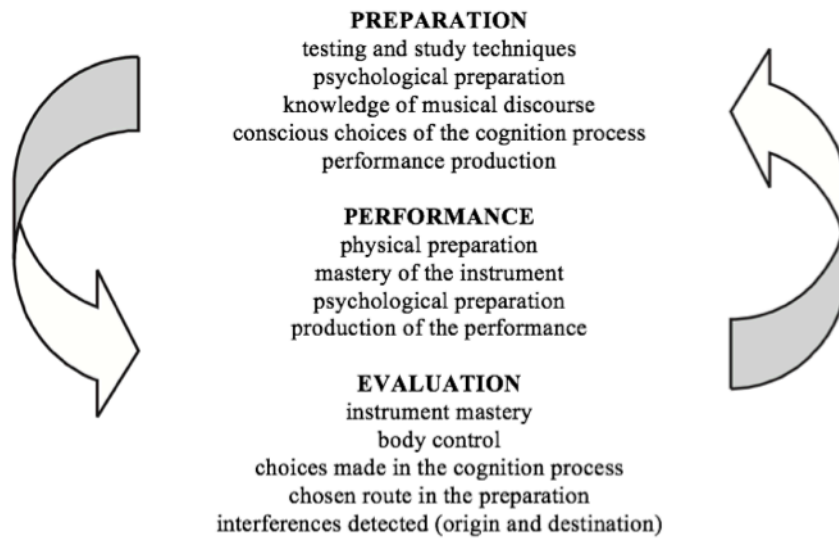 PREPARATION
testing and study techniques
psychological preparation
knowledge of musical discourse
conscious choices of the cognition process
performance production
PERFORMANCE
physical preparation
mastery of the instrument
psychological preparation
production of the performance
EVALUATION
instrument mastery
body control
choices made in the cognition process
chosen route in the preparation
interferences detected (origin and destination)